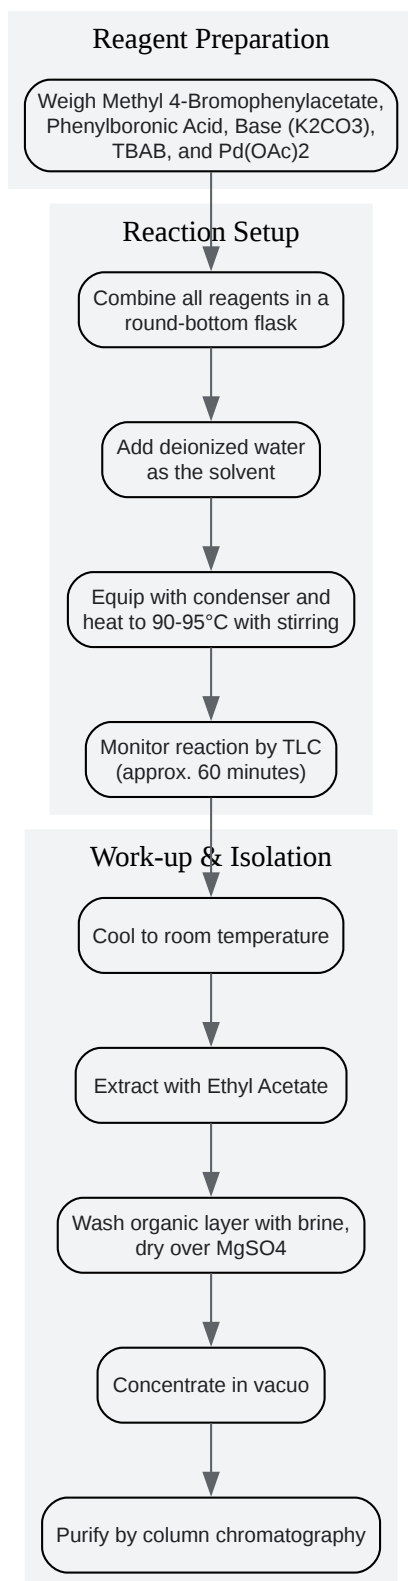 Reagent Preparation
Weigh Methyl 4-Bromophenylacetate,
Phenylboronic Acid, Base (K2CO3),
TBAB, and Pd(OAc)2
Reaction Setup
Combine all reagents in a
round-bottom flask
Add deionized water
as the solvent
Equip with condenser and
heat to 90-95°C with stirring
Monitor reaction by TLC
(approx. 60 minutes)
Work-up & Isolation
Cool to room temperature
Extract with Ethyl Acetate
Wash organic layer with brine,
dry over MgSO4
Concentrate in vacuo
Purify by column chromatography